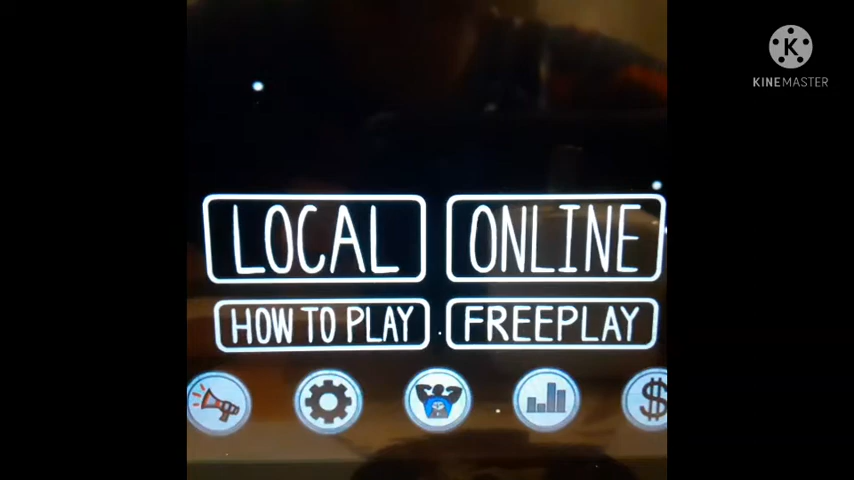 KINEMASTER
LOCAL
ONLINE
HOW TO PLAY
FREEPLAY
$